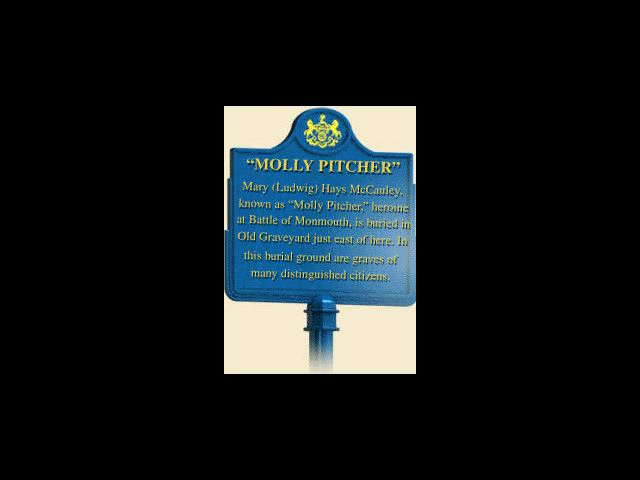 “MOLLY PITCHER”
Mary (Ludwig) Hays McCauley,
known as “Molly Pitcher,” heroine
at Battle of Monmouth, is buried in
Old Graveyard just east of here. In
this burial ground are graves of
many distinguished citizens.